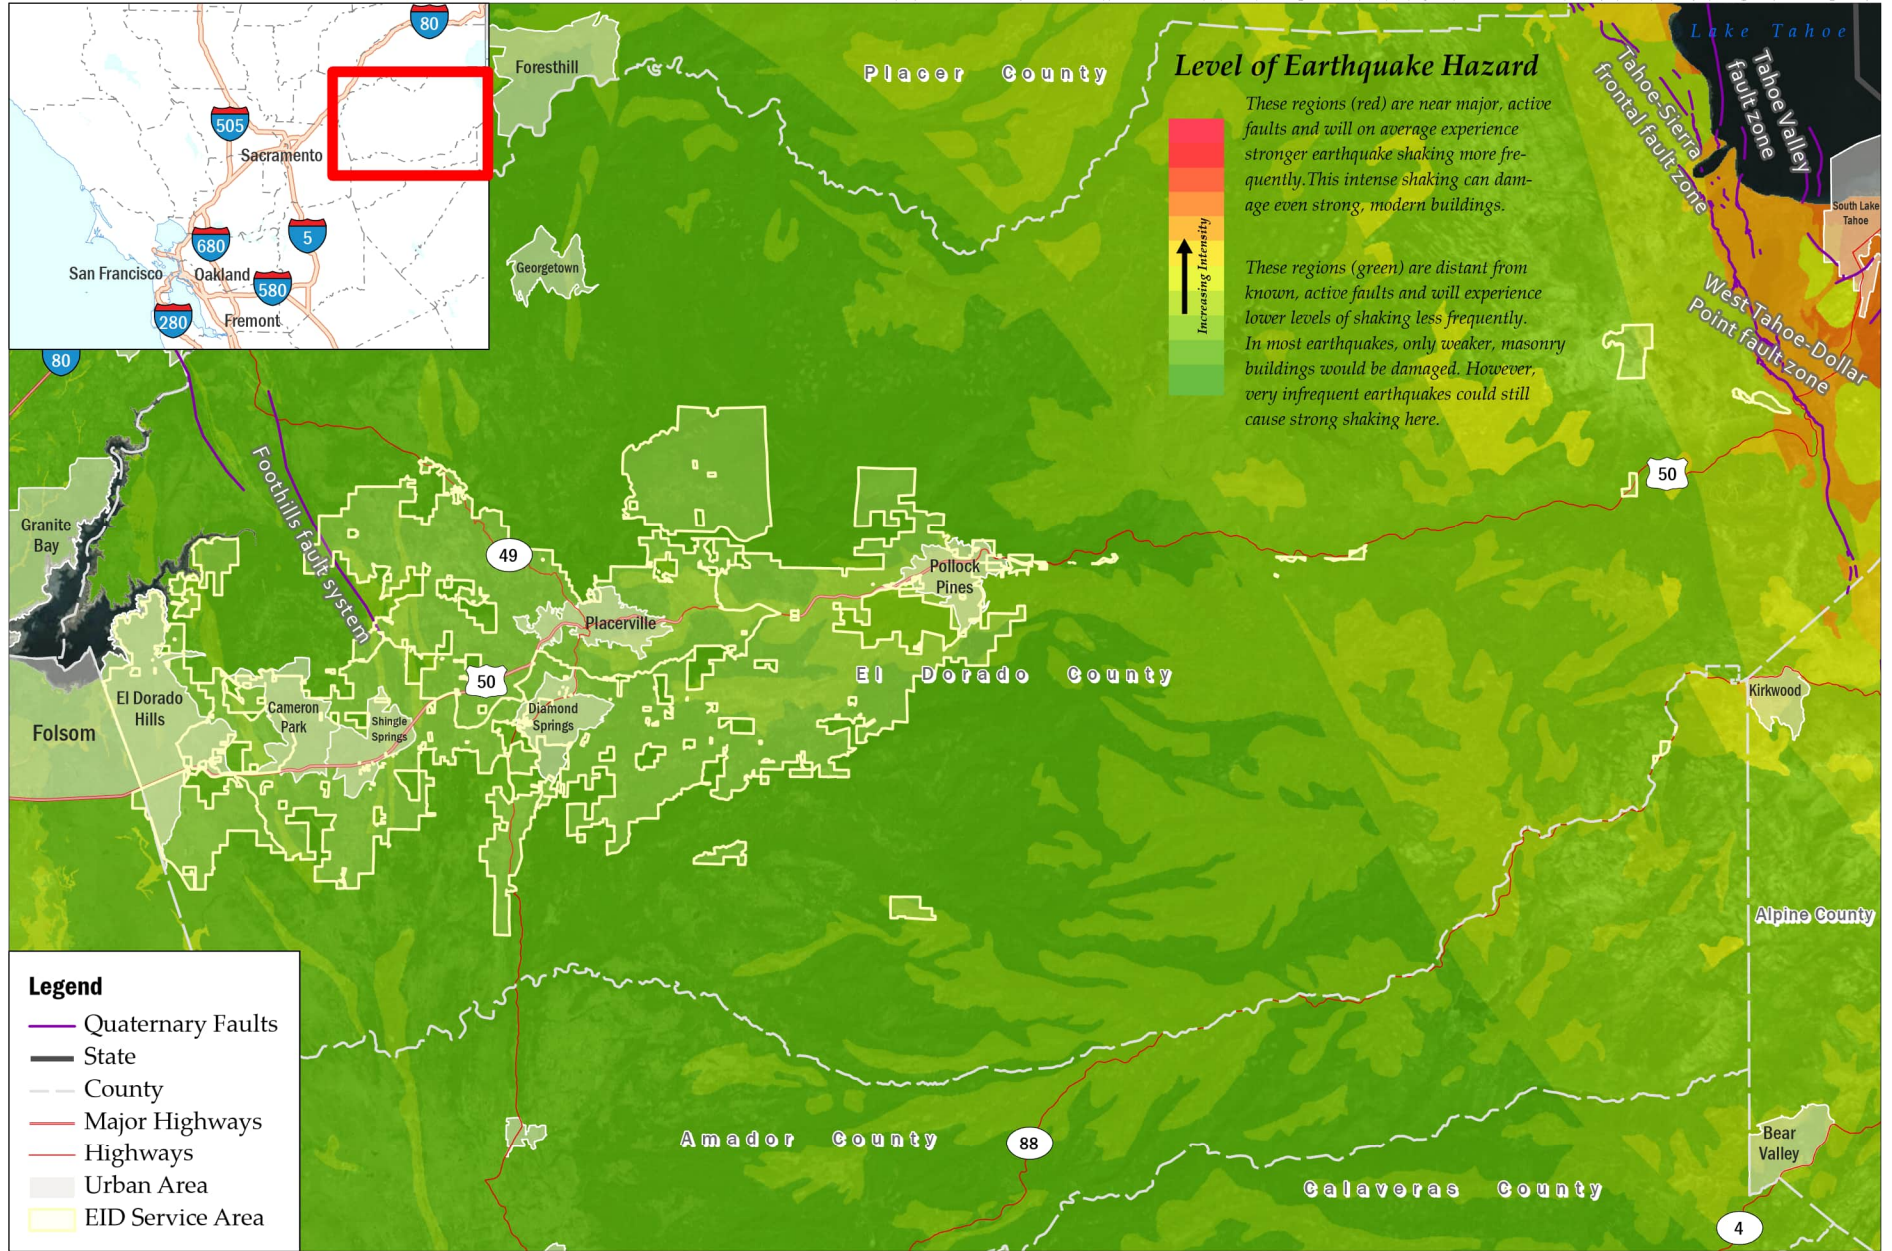 80
505
Sacramento
680
5
San Francisco
Oakland
580
280
Fremont
80
Foresthill
Placer County
Georgetown
Level of Earthquake Hazard
These regions (red) are near major, active
faults and will on average experience
stronger earthquake shaking more fre-
quently.This intense shaking can dam-
age even strong, modern buildings.
Increasing Intensity
These regions (green) are distant from
known, active faults and will experience
lower levels of shaking less frequently.
In most earthquakes, only weaker, masonry
buildings would be damaged. However,
very infrequent earthquakes could still
cause strong shaking here.
Lake Tahoe
Tahoe-Sierra
frontal fault zone
Tahoe Valley
fault zone
South Lake
Tahoe
West Tahoe-Dollar
Point fault zone
50
Granite
Bay
Foothills fault system
49
Pollock
Pines
Placerville
50
El Dorado County
El Dorado
Hills
Cameron
Park
Shingle
Springs
Diamond
Springs
Folsom
Kirkwood
Alpine County
Amador County
88
Calaveras County
Bear
Valley
4
Legend
Quaternary Faults
State
County
Major Highways
Highways
Urban Area
EID Service Area